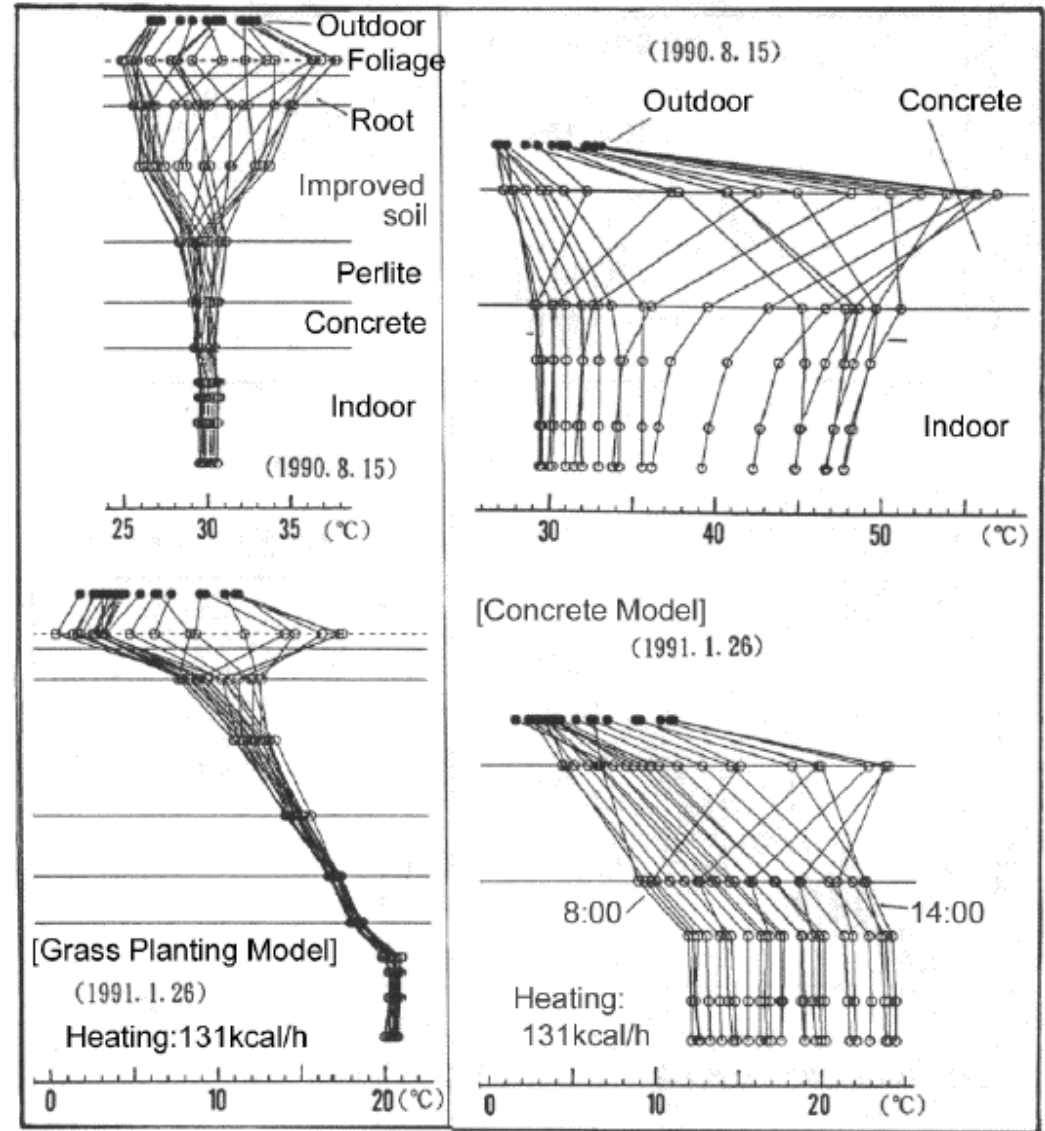 Outdoor
Foliage
Root
Improved
soil
Perlite
Concrete
Indoor
(1990.8.15)
25 30 35 (℃)
(1990.8.15)
Outdoor
Concrete
Indoor
30 40 50 (℃)
[Grass Planting Model]
(1991.1.26)
Heating:131kcal/h
0 10 20(℃)
[Concrete Model]
(1991.1.26)
8:00
14:00
Heating:
131kcal/h
0 10 20 (℃)